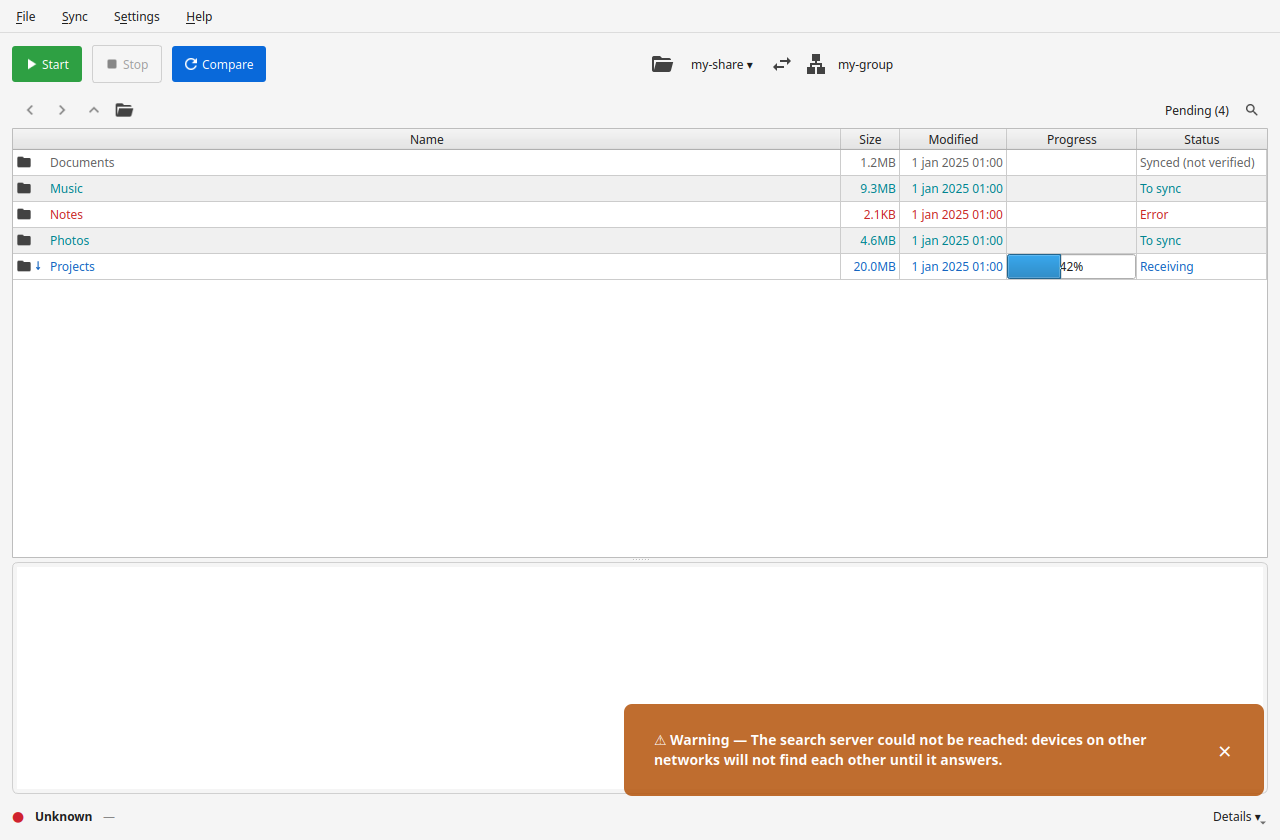 File Sync Settings Help
Start Stop Compare my-share ▾ my-group
Pending (4)
Name Size Modified Progress Status
Documents 1.2MB 1 jan 2025 01:00 Synced (not verified)
Music 9.3MB 1 jan 2025 01:00 To sync
Notes 2.1KB 1 jan 2025 01:00 Error
Photos 4.6MB 1 jan 2025 01:00 To sync
Projects 20.0MB 1 jan 2025 01:00 42% Receiving
⚠ Warning — The search server could not be reached: devices on other
networks will not find each other until it answers.
Unknown — Details ▾